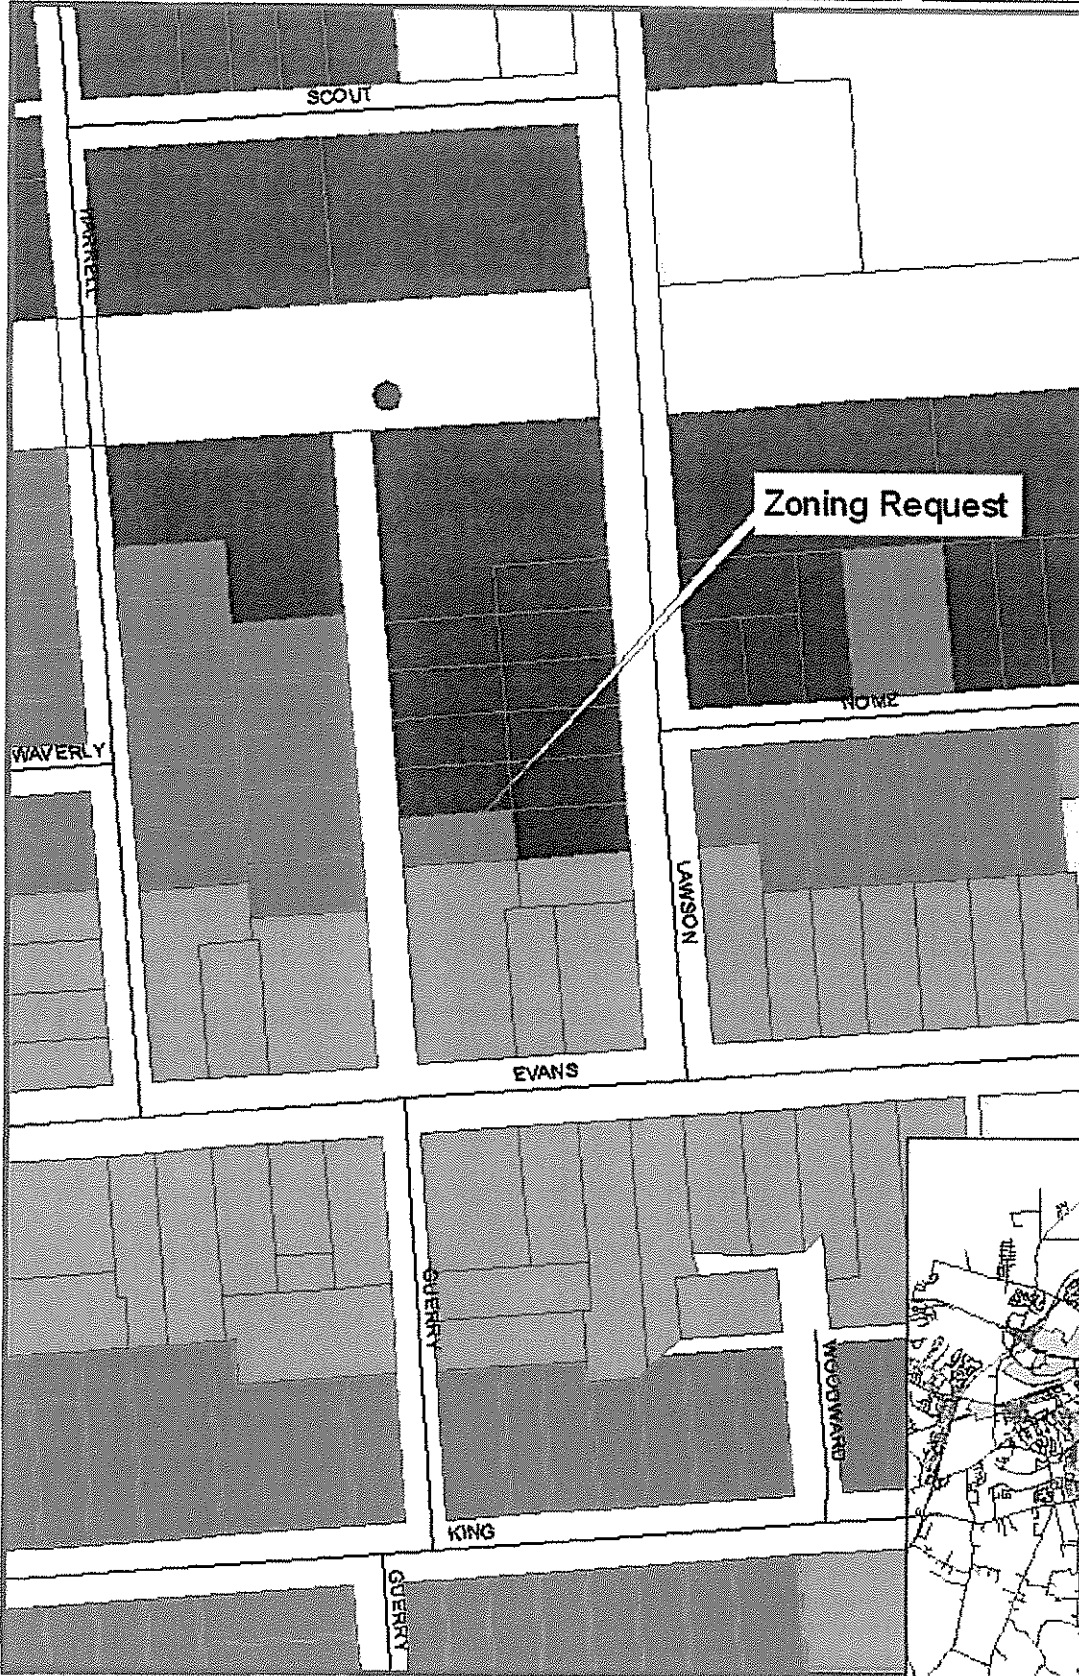 SCOUT
HARRELL
Zoning Request
NOME
WAVERLY
LAWSON
EVANS
GUERRY
WOODWARD
KING
GUERRY